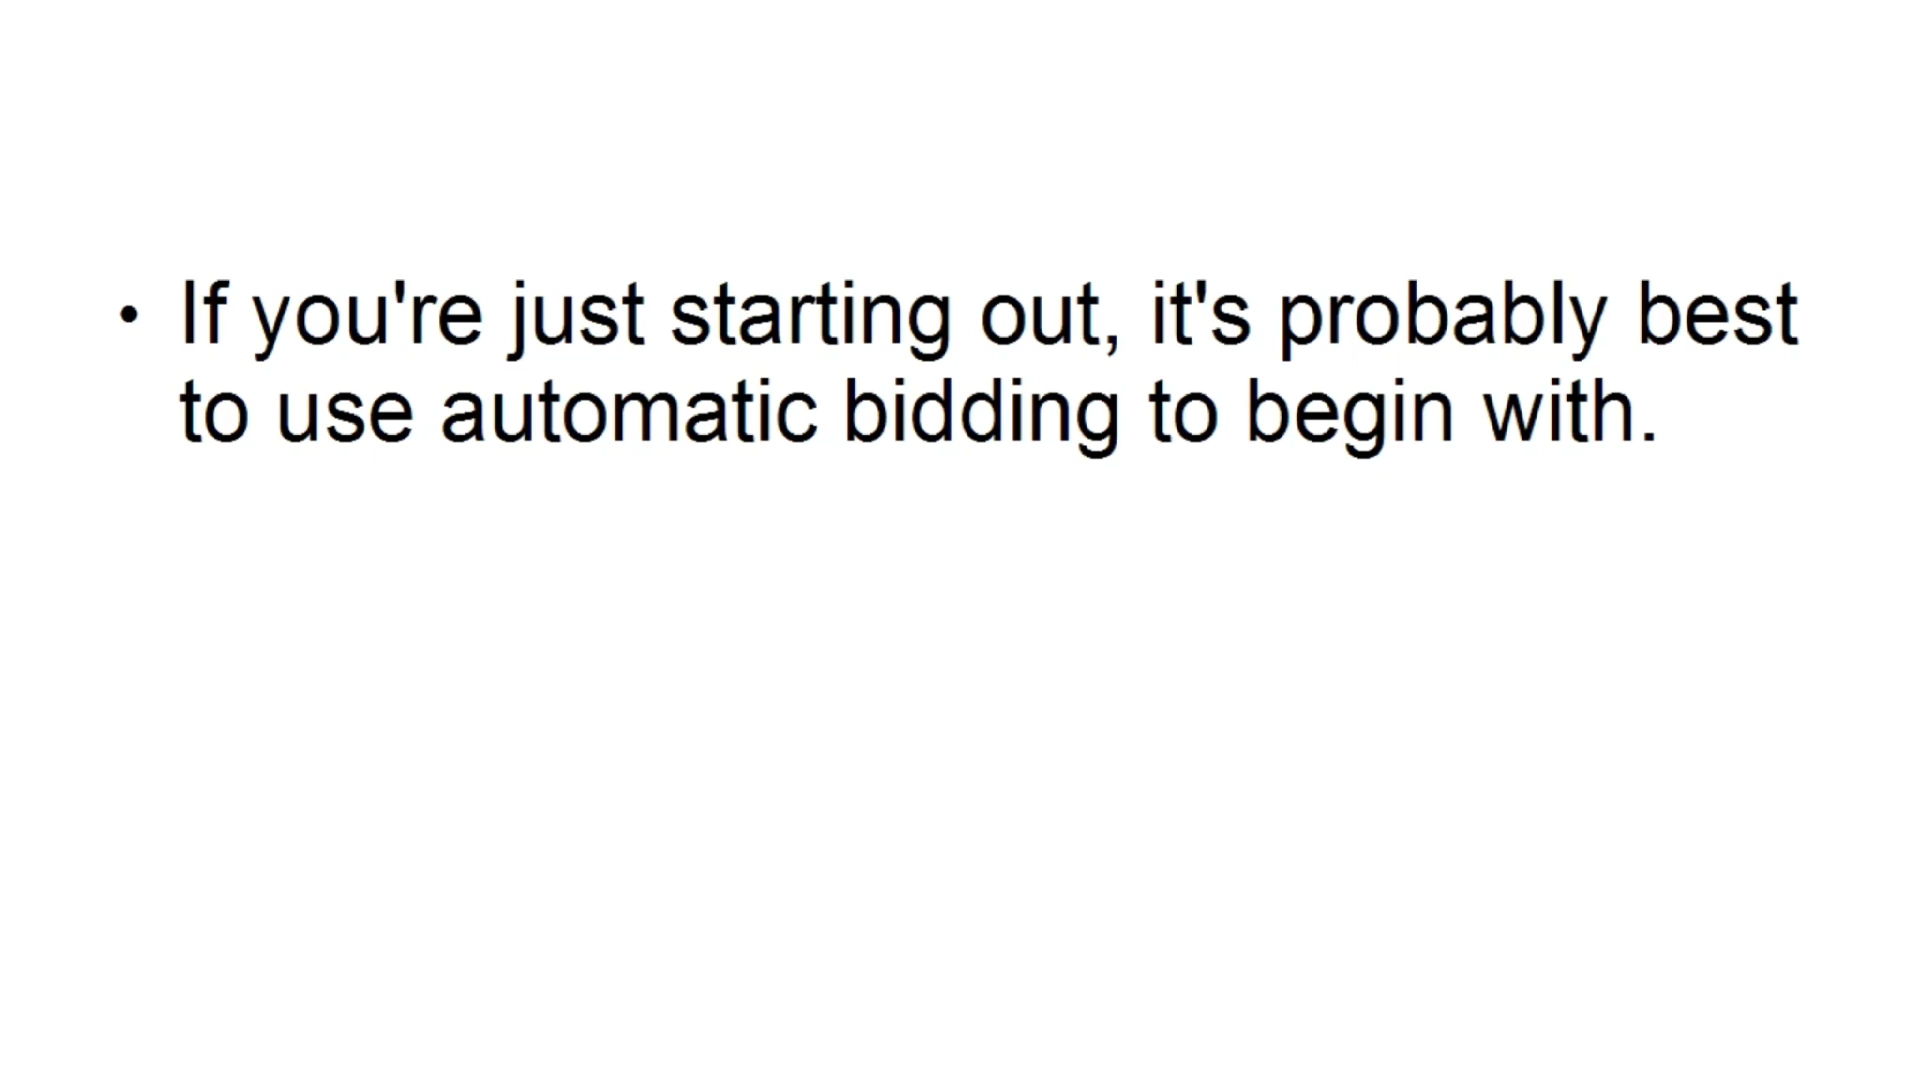 • If you're just starting out, it's probably best
to use automatic bidding to begin with.